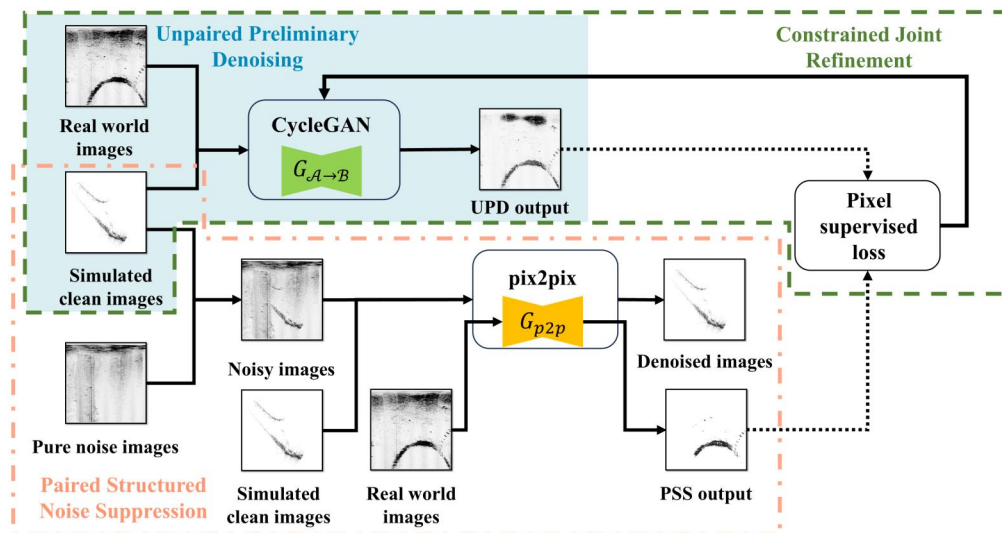 Unpaired Preliminary
Denoising
Constrained Joint
Refinement
Real world
images
CycleGAN
G𝒜→ℬ
UPD output
Pixel
supervised
loss
Simulated
clean images
pix2pix
Gp2p
Noisy images
Denoised images
Pure noise images
Simulated
clean images
Real world
images
PSS output
Paired Structured
Noise Suppression